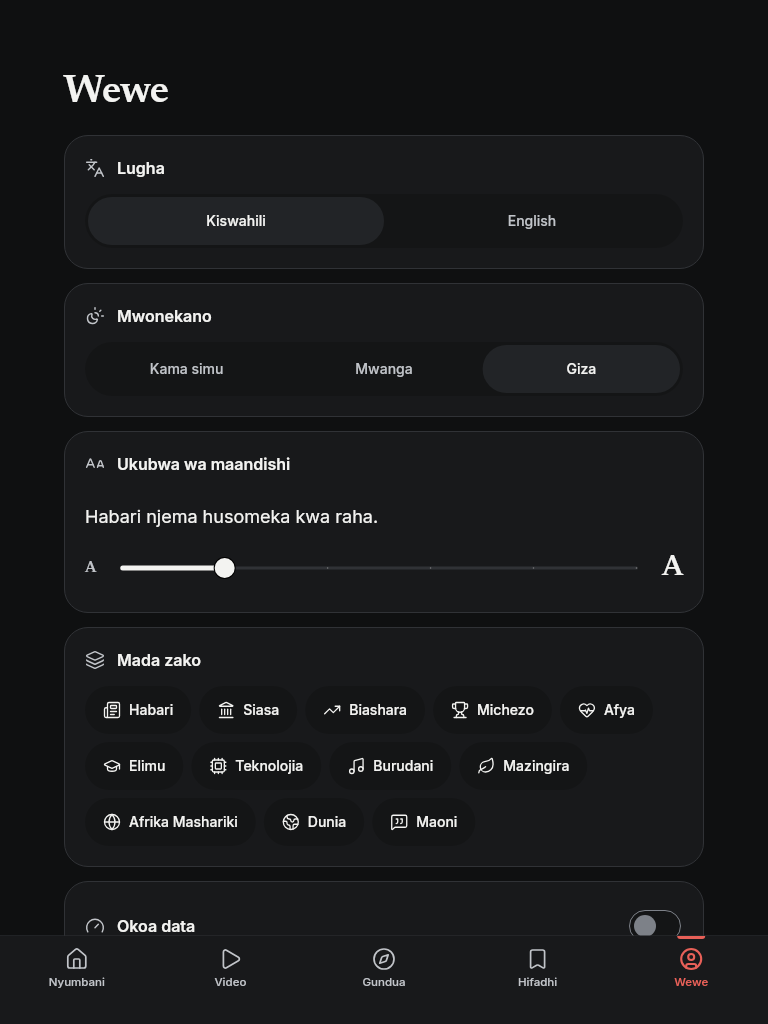 Wewe
Lugha
Kiswahili English
Mwonekano
Kama simu Mwanga Giza
Ukubwa wa maandishi
Habari njema husomeka kwa raha.
A A
Mada zako
Habari Siasa Biashara Michezo Afya
Elimu Teknolojia Burudani Mazingira
Afrika Mashariki Dunia Maoni
Okoa data
Nyumbani Video Gundua Hifadhi Wewe